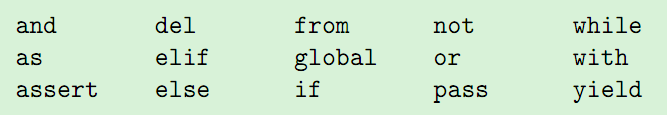 and del from not while
as elif global or with
assert else if pass yield